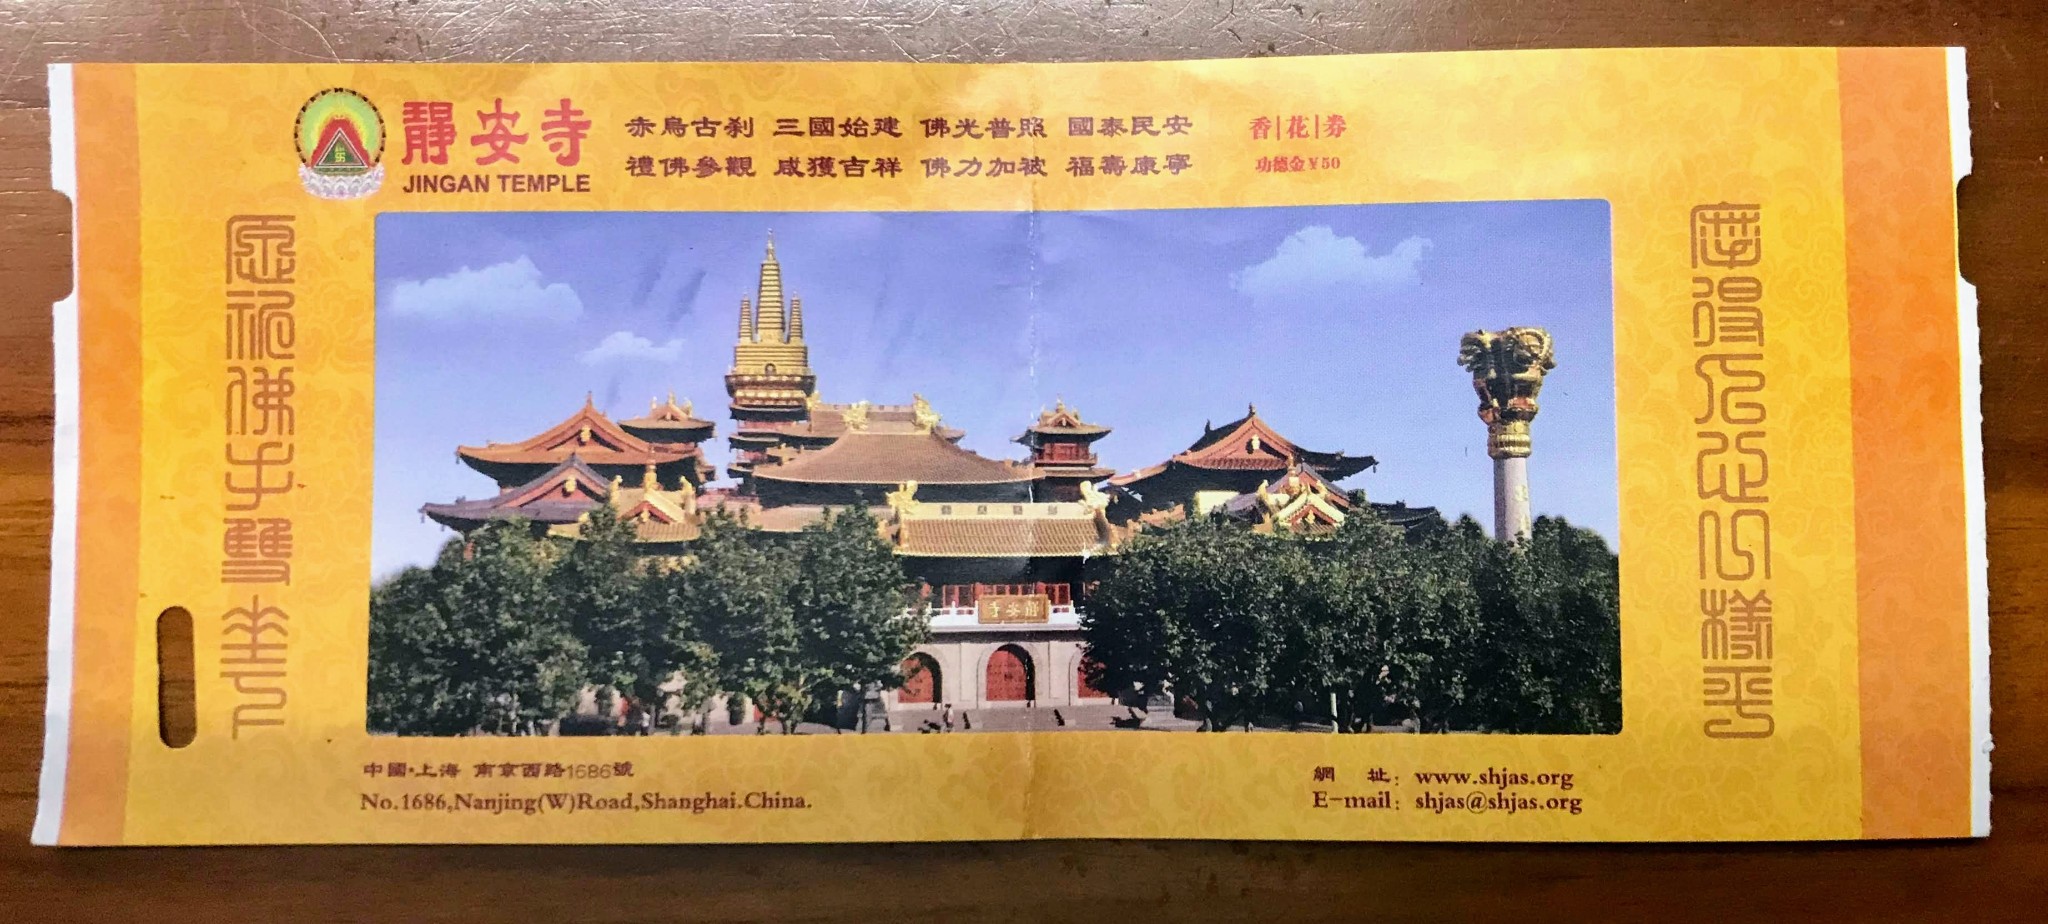 靜安寺
JINGAN TEMPLE
赤烏古刹 三國始建 佛光普照 國泰民安
禮佛參觀 咸獲吉祥 佛力加被 福壽康寧
香|花|券
功德金¥50
靜安寺
中國·上海 南京西路1686號
No.1686,Nanjing(W)Road,Shanghai.China.
網 址：www.shjas.org
E-mail：shjas@shjas.org